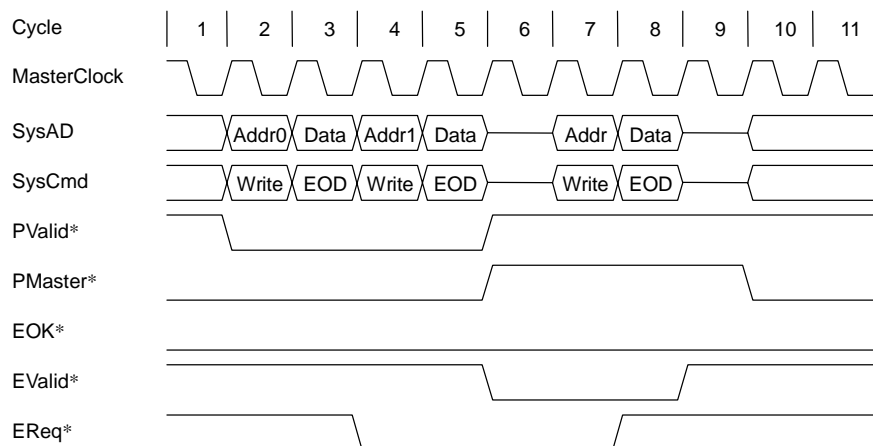 Cycle 1 2 3 4 5 6 7 8 9 10 11
MasterClock
SysAD Addr0 Data Addr1 Data Addr Data
SysCmd Write EOD Write EOD Write EOD
PValid*
PMaster*
EOK*
EValid*
EReq*